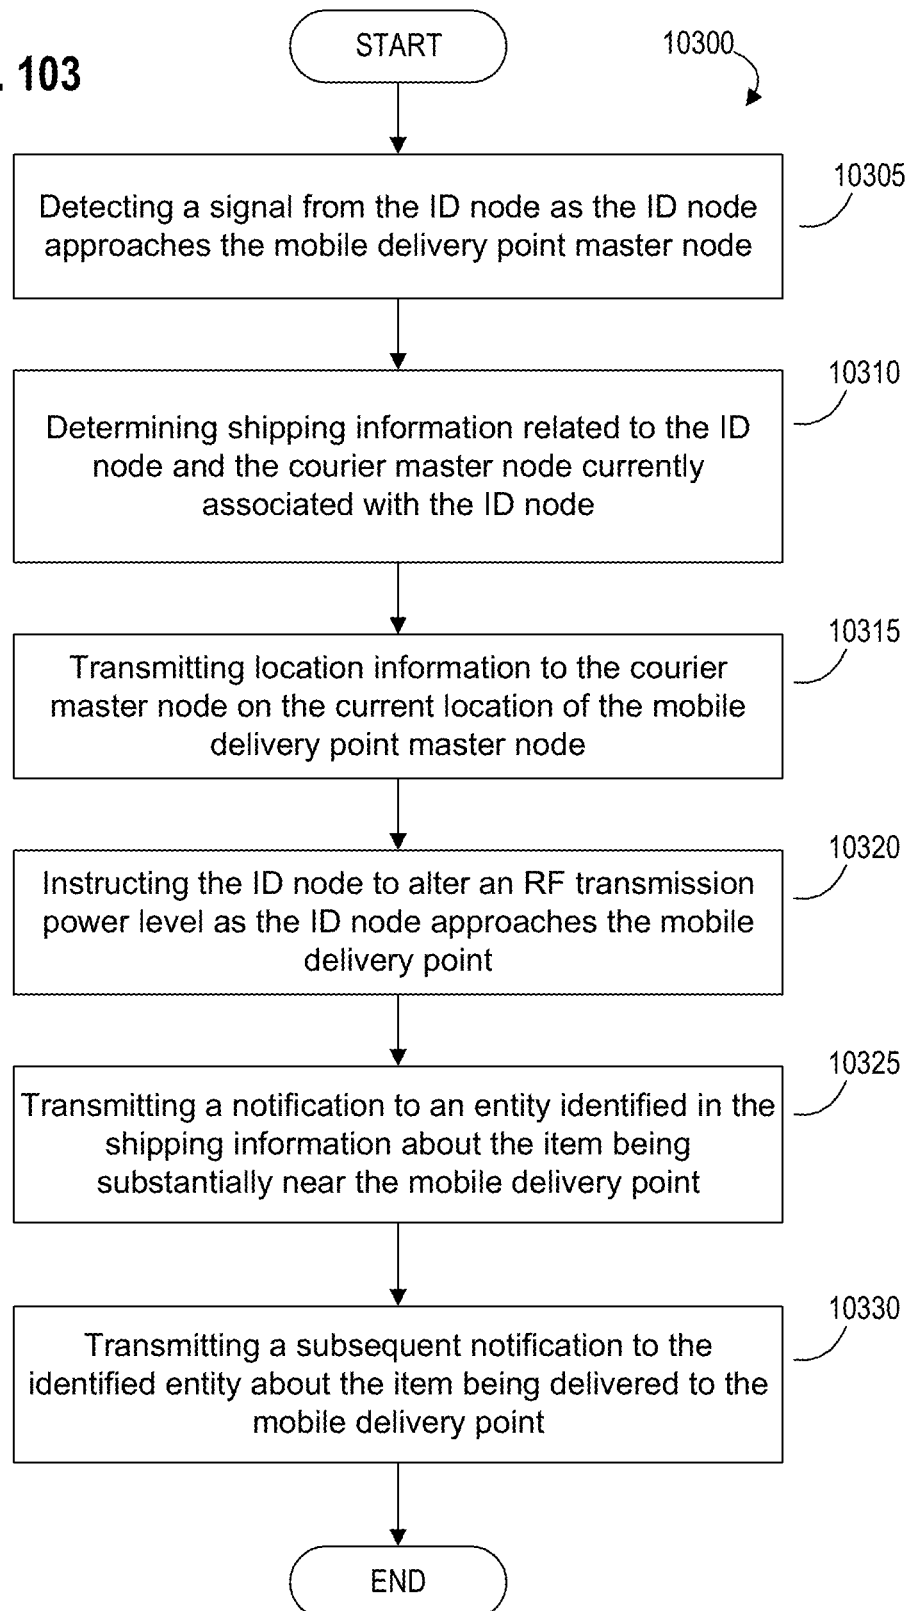 . 103
START
10300
10305
Detecting a signal from the ID node as the ID node
approaches the mobile delivery point master node
10310
Determining shipping information related to the ID
node and the courier master node currently
associated with the ID node
10315
Transmitting location information to the courier
master node on the current location of the mobile
delivery point master node
10320
Instructing the ID node to alter an RF transmission
power level as the ID node approaches the mobile
delivery point
10325
Transmitting a notification to an entity identified in the
shipping information about the item being
substantially near the mobile delivery point
10330
Transmitting a subsequent notification to the
identified entity about the item being delivered to the
mobile delivery point
END